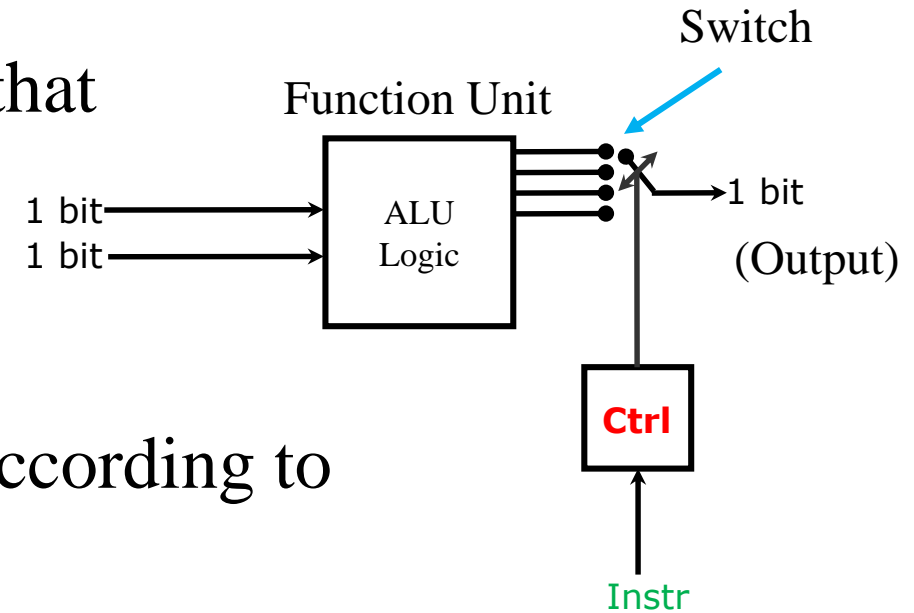 Switch
that
Function Unit
1 bit
1 bit
ALU
Logic
1 bit
(Output)
Ctrl
ccording to
Instr